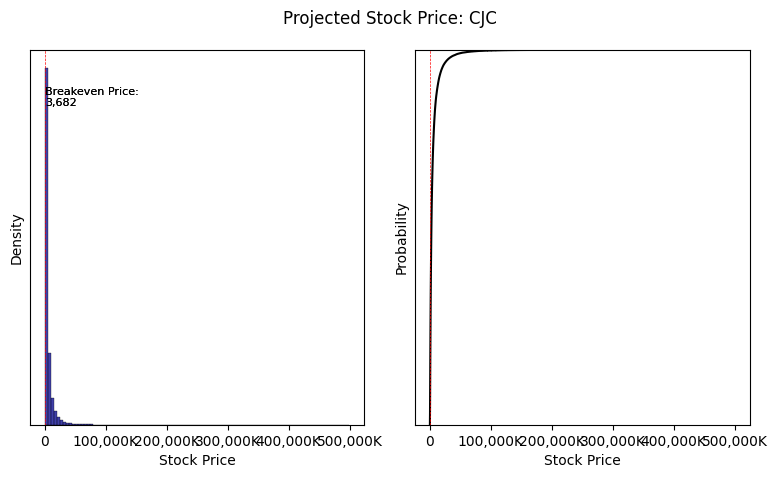 Projected Stock Price: CJC
Breakeven Price:
3,682
Density
0 100,000K 200,000K 300,000K 400,000K 500,000K
Stock Price
Probability
0 100,000K 200,000K 300,000K 400,000K 500,000K
Stock Price